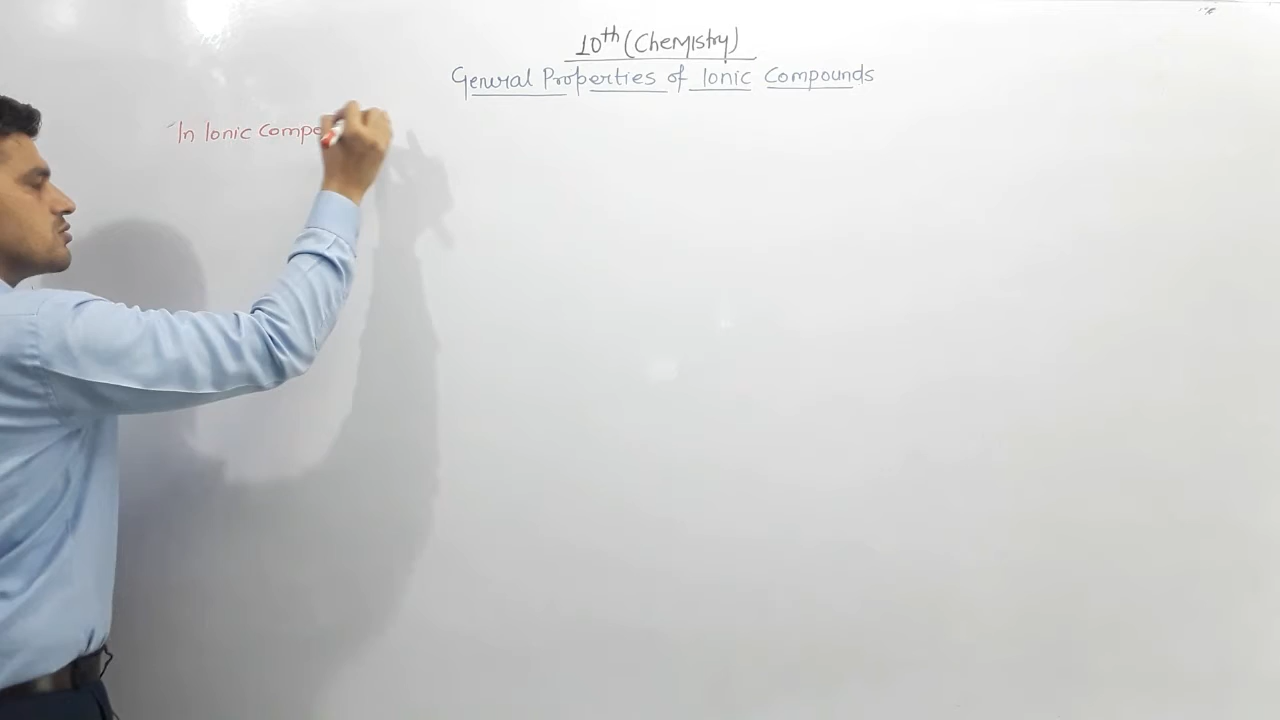 10th (Chemistry)
General Properties of Ionic Compounds
In Ionic Compo